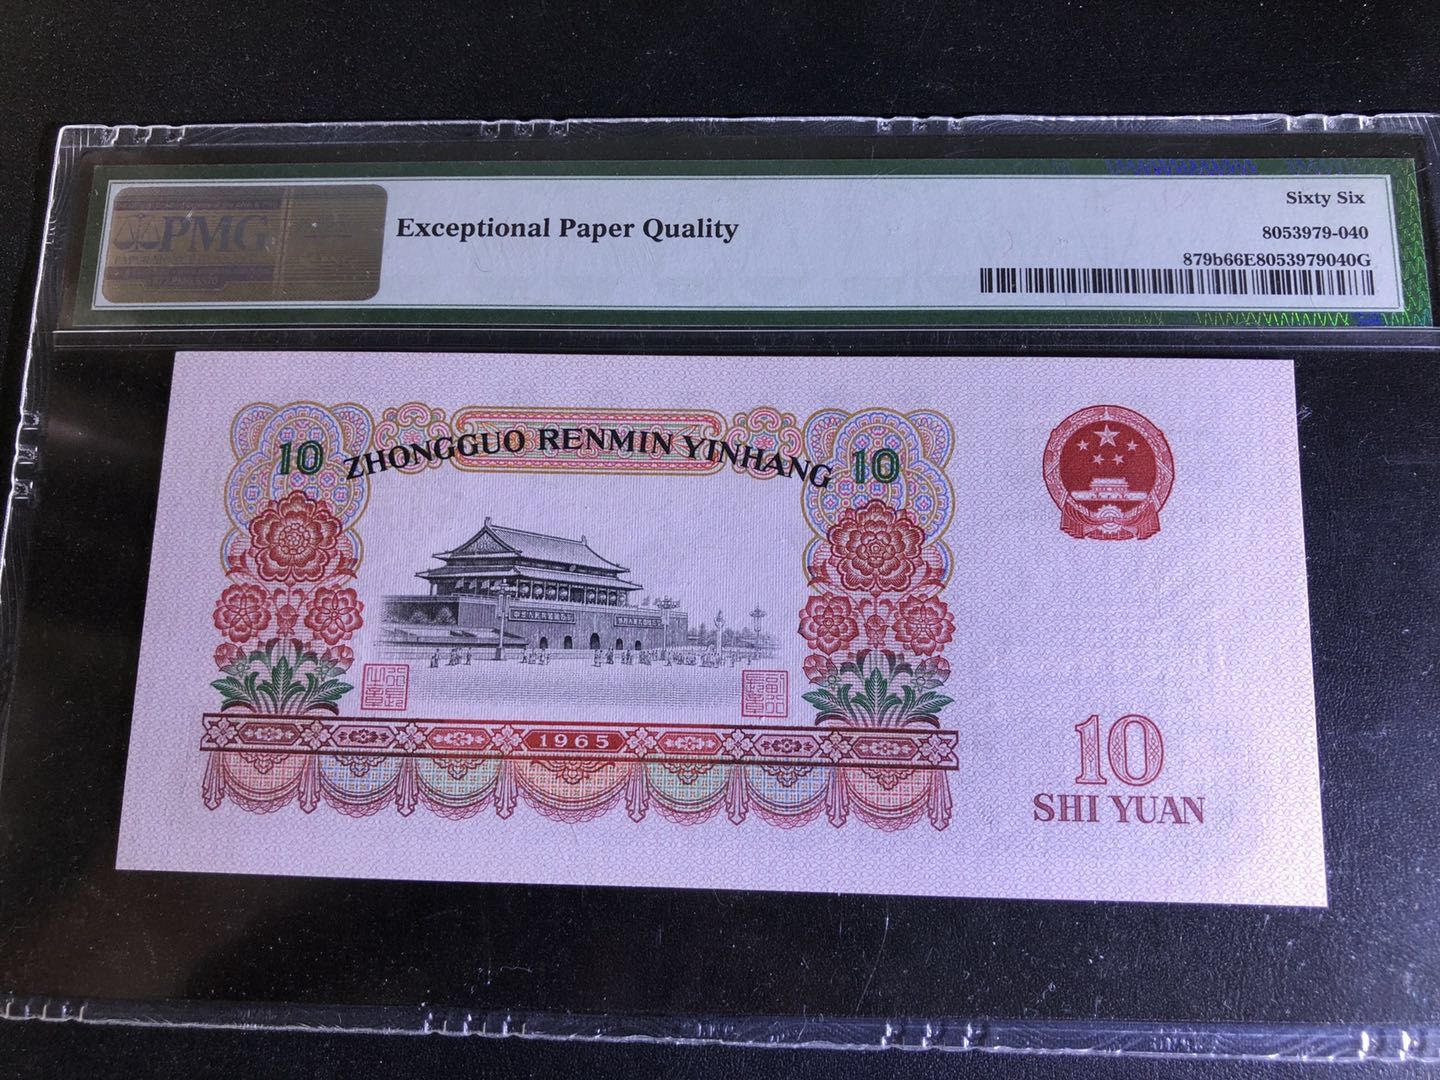 PMG
Exceptional Paper Quality
Sixty Six
8053979-040
879b66E8053979040G
10 ZHONGGUO RENMIN YINHANG 10
1965
10
SHI YUAN